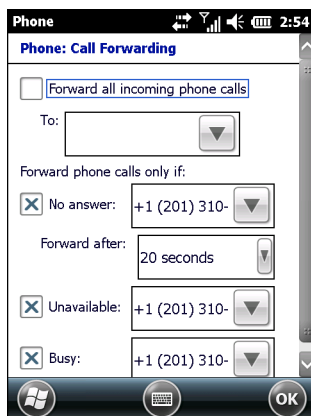 Phone 2:54
Phone: Call Forwarding
Forward all incoming phone calls
To:
Forward phone calls only if:
No answer: +1 (201) 310-
Forward after: 20 seconds
Unavailable: +1 (201) 310-
Busy: +1 (201) 310-
OK